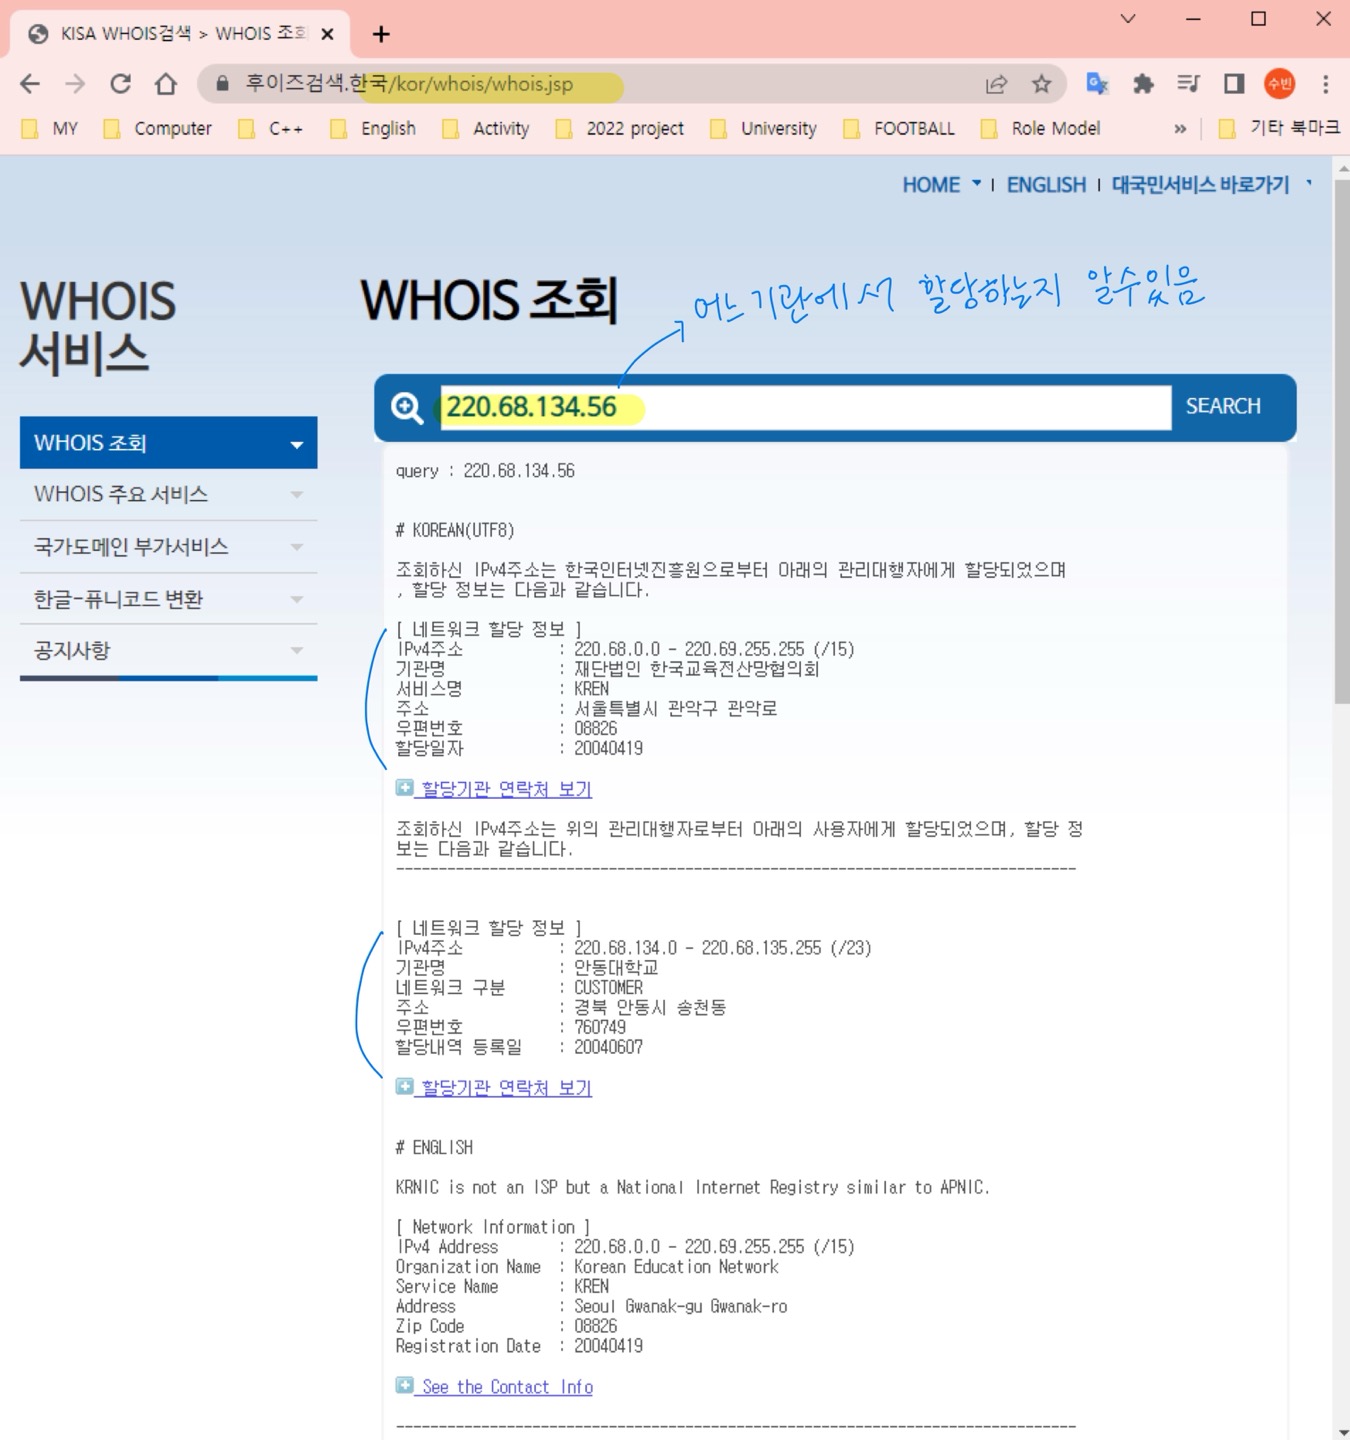 KISA WHOIS검색 > WHOIS 조회
후이즈검색.한국/kor/whois/whois.jsp
수빈
MY Computer C++ English Activity 2022 project University FOOTBALL Role Model » 기타 북마크
HOME ENGLISH 대국민서비스 바로가기
WHOIS
서비스
WHOIS 조회
WHOIS 주요 서비스
국가도메인 부가서비스
한글-퓨니코드 변환
공지사항
WHOIS 조회
어느 기관에서 할당하는지 알수있음
220.68.134.56 SEARCH
query : 220.68.134.56
# KOREAN(UTF8)
조회하신 IPv4주소는 한국인터넷진흥원으로부터 아래의 관리대행자에게 할당되었으며
, 할당 정보는 다음과 같습니다.
[ 네트워크 할당 정보 ]
IPv4주소 : 220.68.0.0 - 220.69.255.255 (/15)
기관명 : 재단법인 한국교육전산망협의회
서비스명 : KREN
주소 : 서울특별시 관악구 관악로
우편번호 : 08826
할당일자 : 20040419
할당기관 연락처 보기
조회하신 IPv4주소는 위의 관리대행자로부터 아래의 사용자에게 할당되었으며, 할당 정
보는 다음과 같습니다.
--------------------------------------------------------------------------------
[ 네트워크 할당 정보 ]
IPv4주소 : 220.68.134.0 - 220.68.135.255 (/23)
기관명 : 안동대학교
네트워크 구분 : CUSTOMER
주소 : 경북 안동시 송천동
우편번호 : 760749
할당내역 등록일 : 20040607
할당기관 연락처 보기
# ENGLISH
KRNIC is not an ISP but a National Internet Registry similar to APNIC.
[ Network Information ]
IPv4 Address : 220.68.0.0 - 220.69.255.255 (/15)
Organization Name : Korean Education Network
Service Name : KREN
Address : Seoul Gwanak-gu Gwanak-ro
Zip Code : 08826
Registration Date : 20040419
See the Contact Info
--------------------------------------------------------------------------------